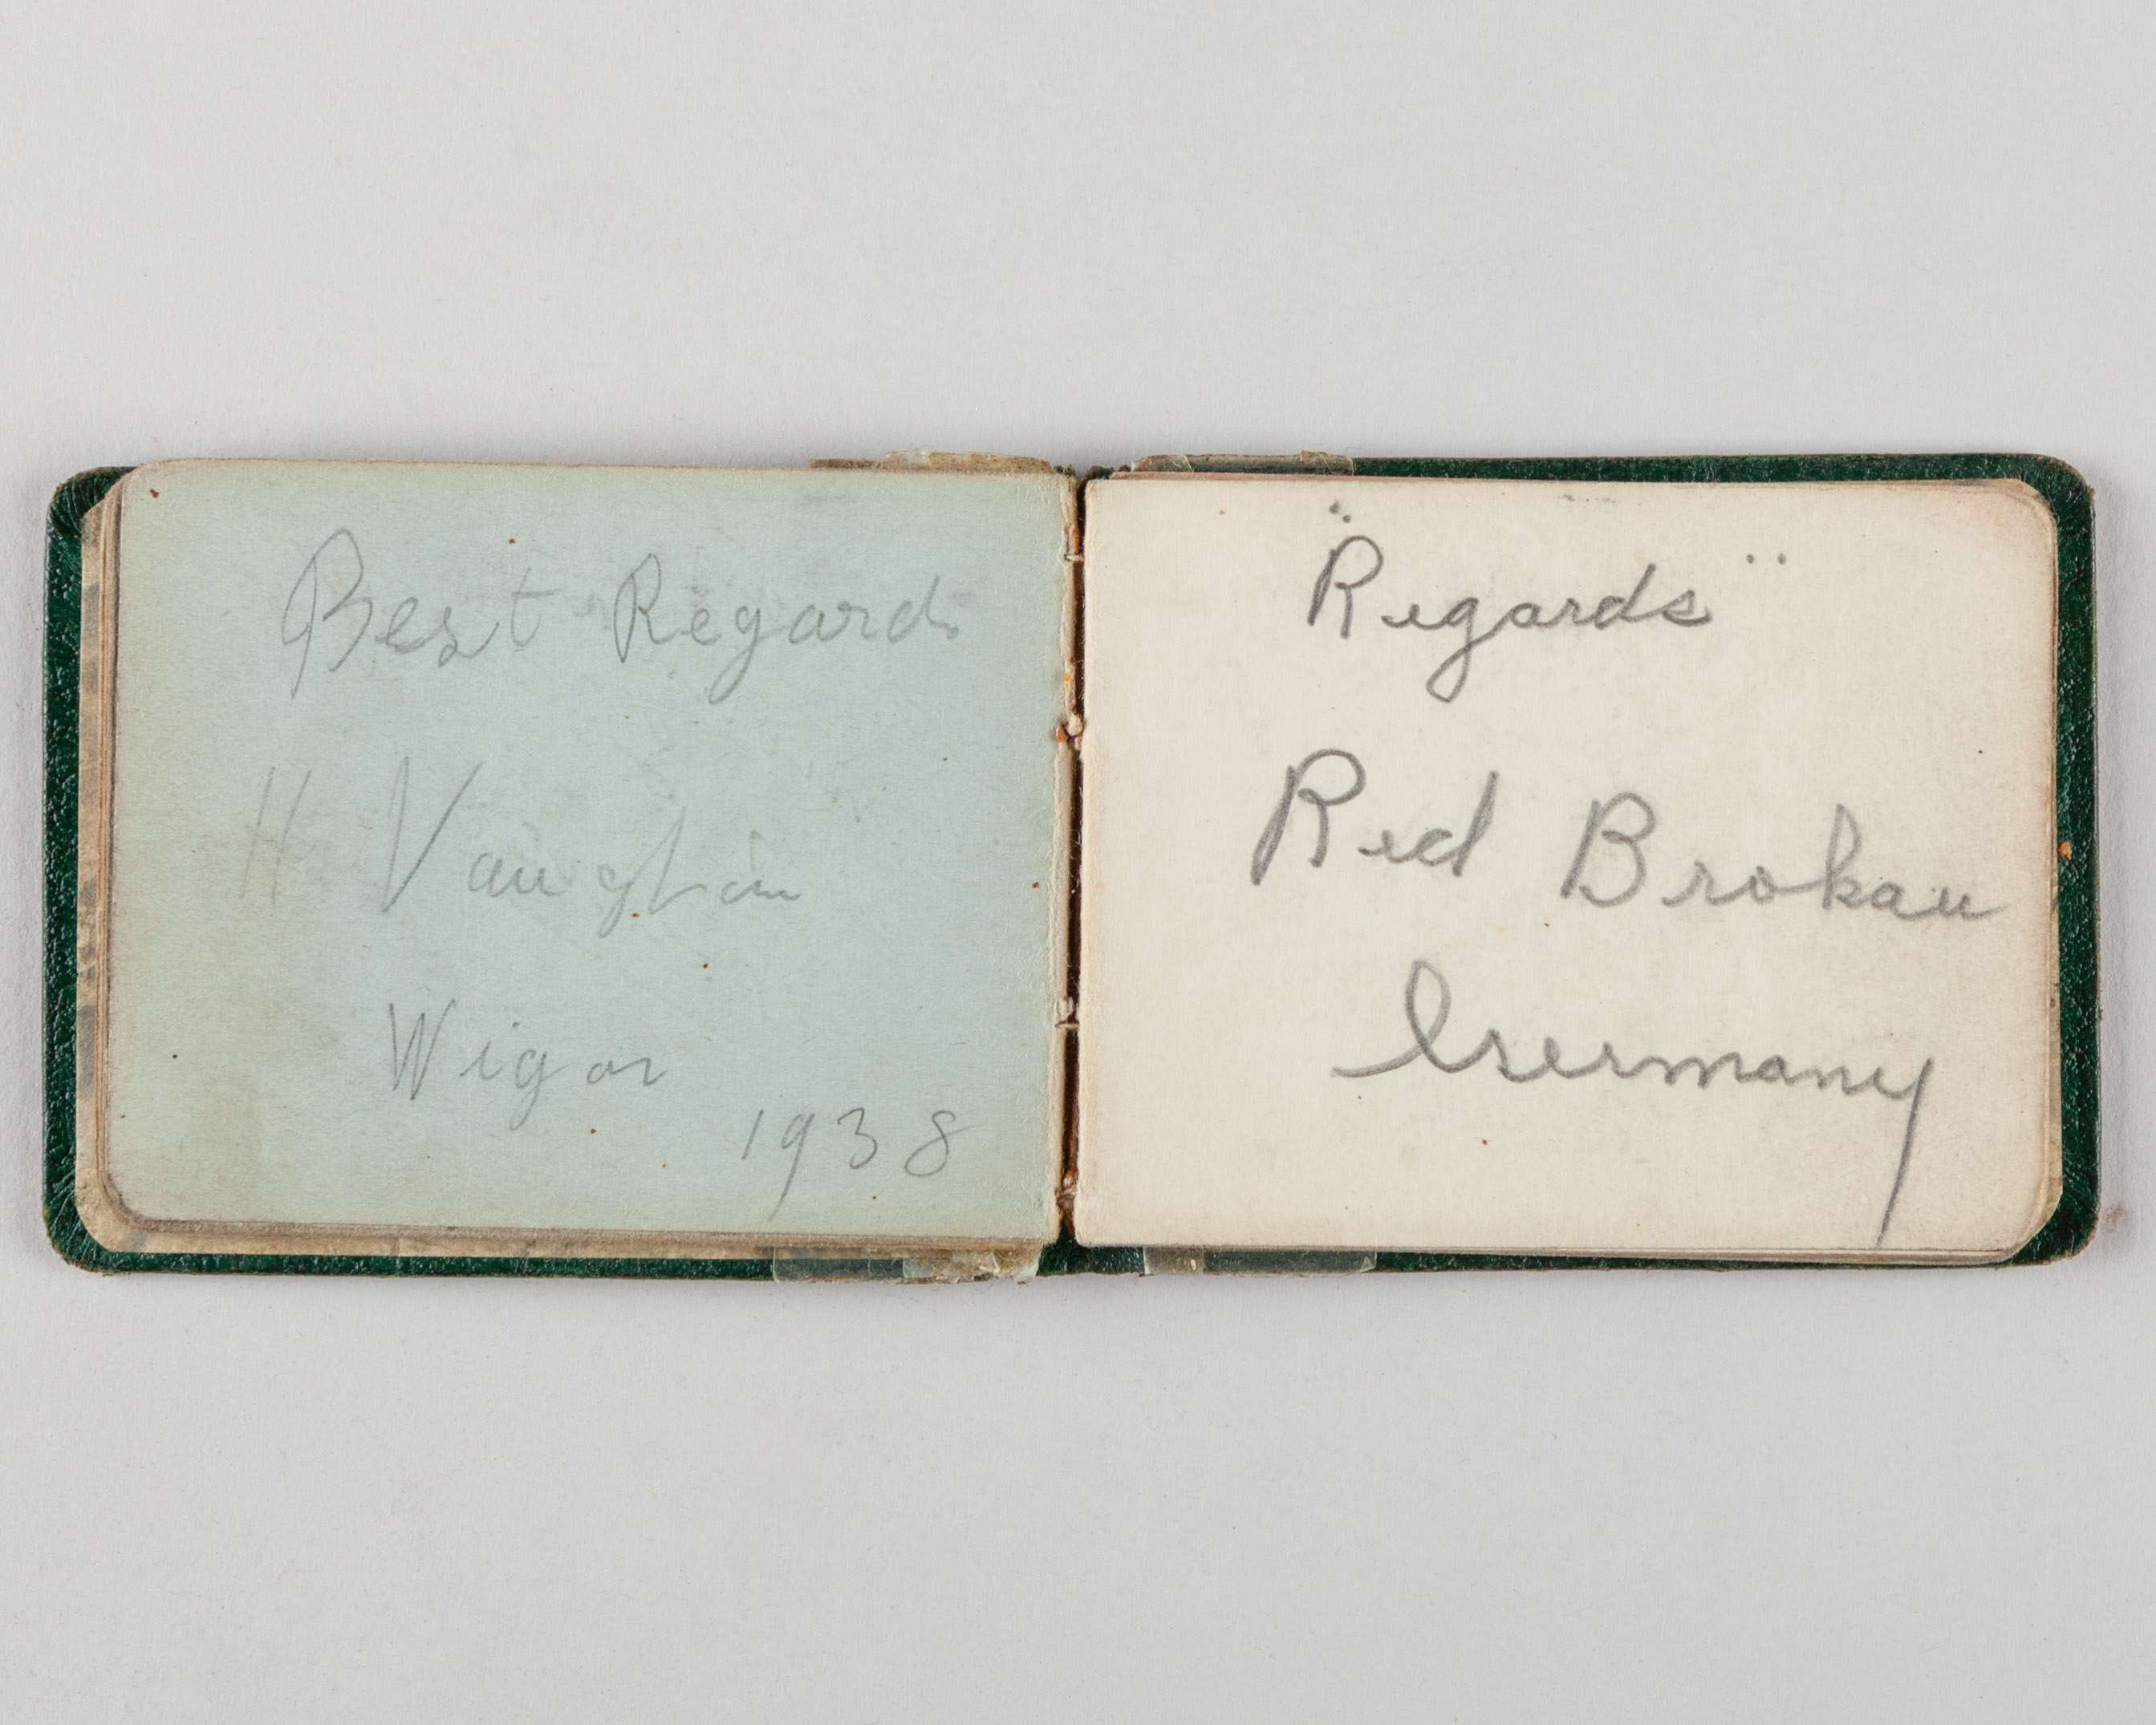 Best Regards
H Vaughan
Wigan
1938
"Regards"
Red Brokau
Germany